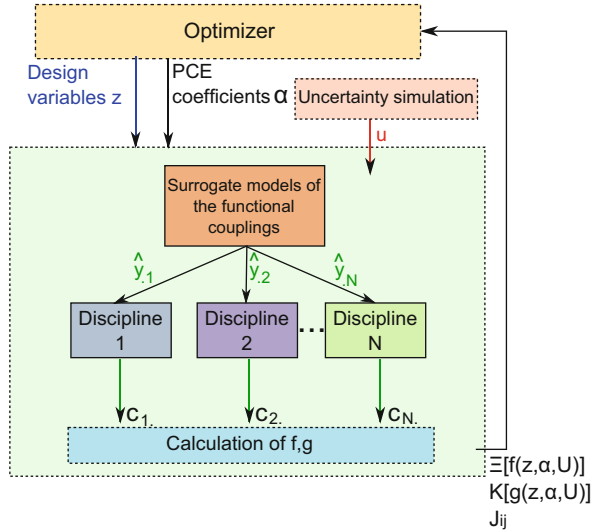 Optimizer
Design
variables z
PCE
coefficients α
Uncertainty simulation
u
Surrogate models of
the functional
couplings
ŷ.1
ŷ.2
ŷ.N
Discipline
1
Discipline
2
...
Discipline
N
c1.
c2.
cN.
Calculation of f,g
Ξ[f(z,α,U)]
K[g(z,α,U)]
Jij